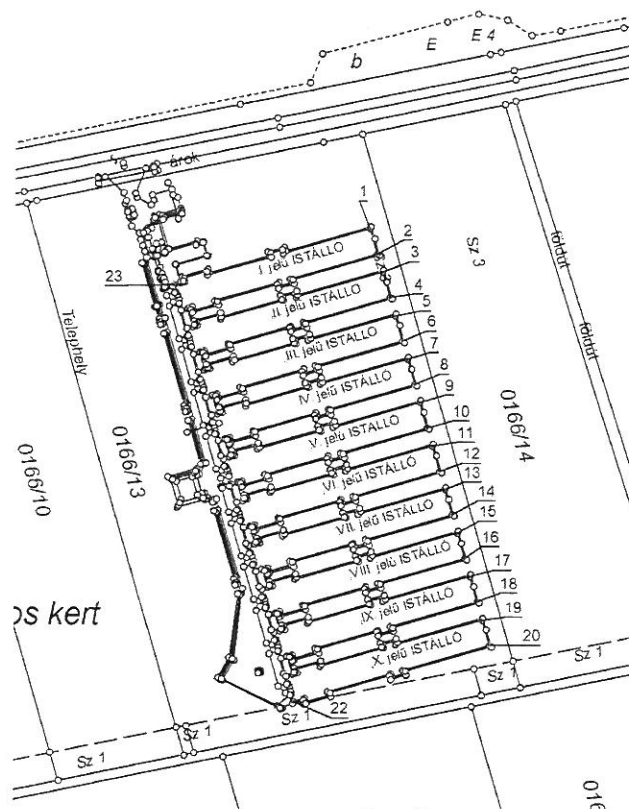 b
E
E 4
árok
1
2
I. jelű ISTÁLLÓ
Sz 3
3
23
4
II. jelű ISTÁLLÓ
földút
földút
5
Telephely
III. jelű ISTÁLLÓ
6
7
IV. jelű ISTÁLLÓ
8
9
0166/14
V. jelű ISTÁLLÓ
10
0166/10
0166/13
11
VI. jelű ISTÁLLÓ
12
13
VII. jelű ISTÁLLÓ
14
15
VIII. jelű ISTÁLLÓ
16
17
IX. jelű ISTÁLLÓ
18
os kert
19
X. jelű ISTÁLLÓ
20
Sz 1
Sz 1
22
Sz 1
Sz 1
Sz 1
016